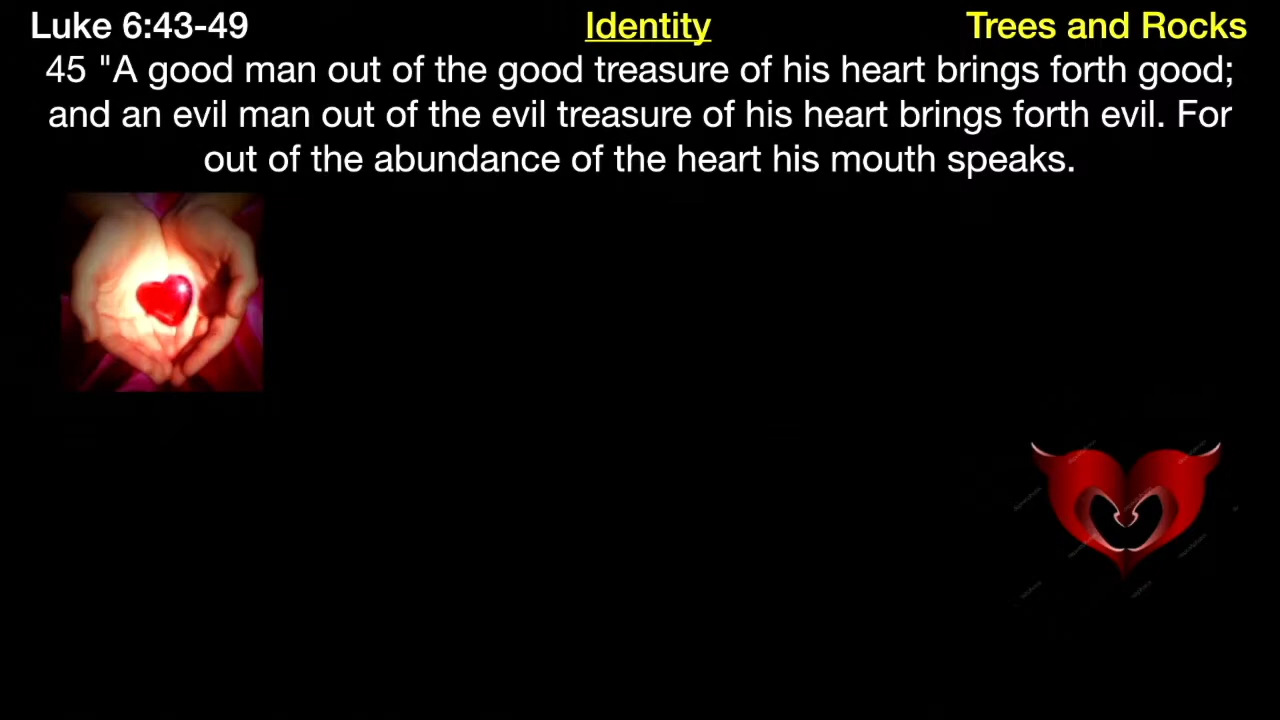 Luke 6:43-49 Identity Trees and Rocks
45 "A good man out of the good treasure of his heart brings forth good;
and an evil man out of the evil treasure of his heart brings forth evil. For
out of the abundance of the heart his mouth speaks.